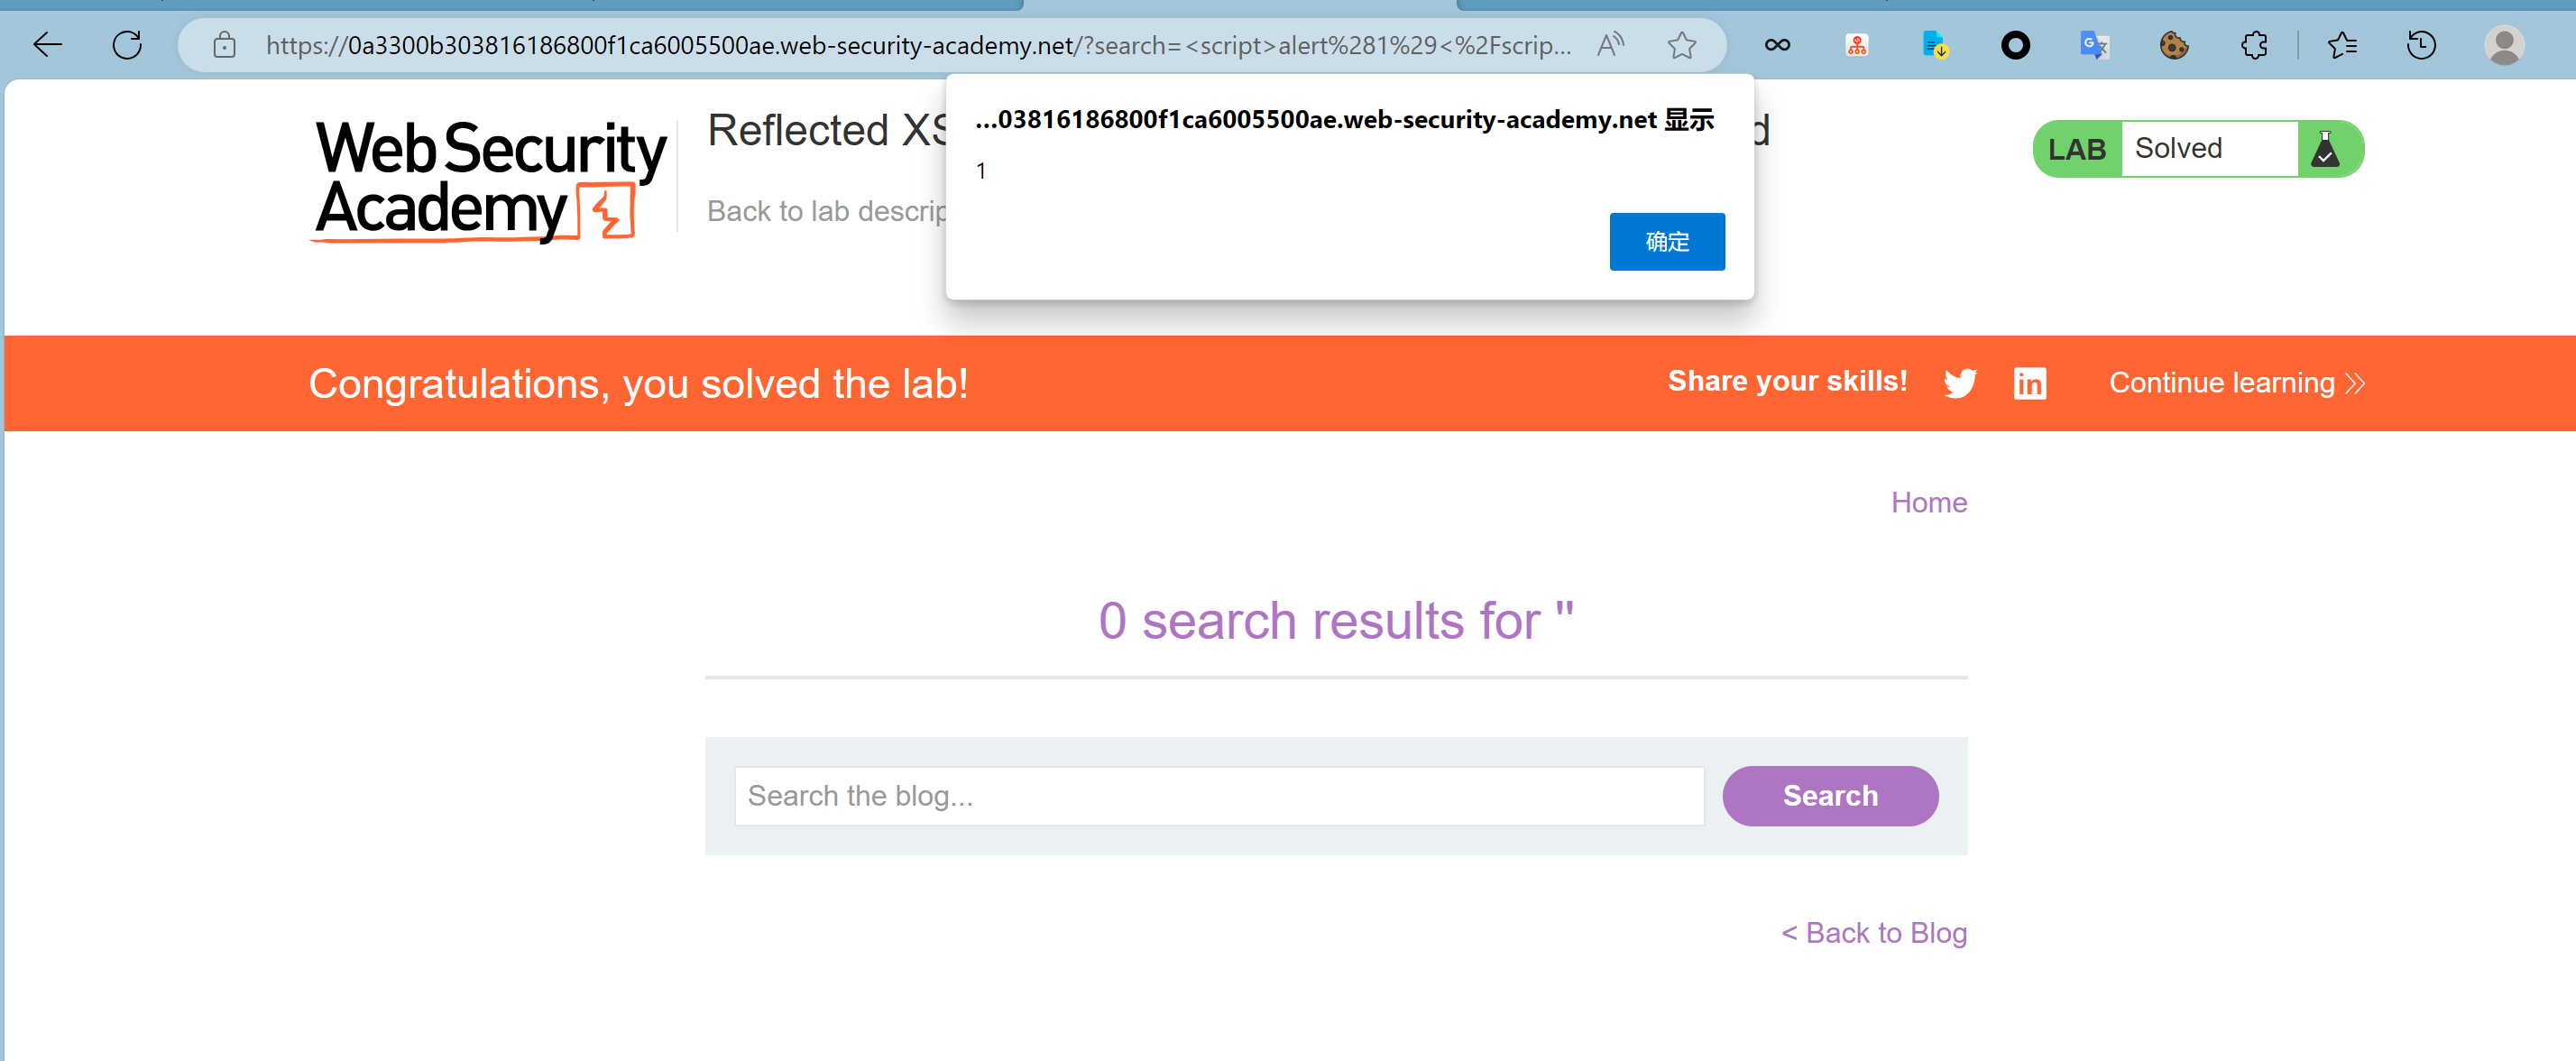 https://0a3300b303816186800f1ca6005500ae.web-security-academy.net/?search=<script>alert%281%29<%2Fscrip...
...03816186800f1ca6005500ae.web-security-academy.net 显示
1
确定
Web Security
Academy
Reflected XS
d
Back to lab descrip
LAB Solved
Congratulations, you solved the lab!
Share your skills!
Continue learning
Home
0 search results for ''
Search the blog...
Search
< Back to Blog